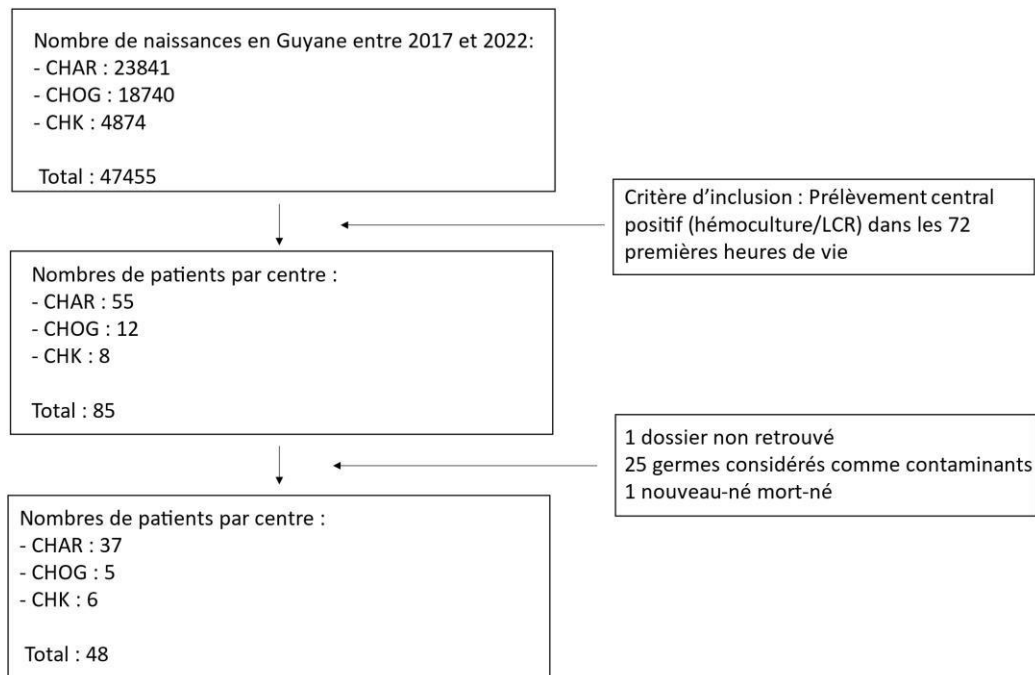 Nombre de naissances en Guyane entre 2017 et 2022:
- CHAR : 23841
- CHOG : 18740
- CHK : 4874
Total : 47455
Critère d'inclusion : Prélèvement central
positif (hémoculture/LCR) dans les 72
premières heures de vie
Nombres de patients par centre :
- CHAR : 55
- CHOG : 12
- CHK : 8
Total : 85
1 dossier non retrouvé
25 germes considérés comme contaminants
1 nouveau-né mort-né
Nombres de patients par centre :
- CHAR : 37
- CHOG : 5
- CHK : 6
Total : 48